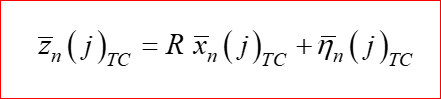 z̅ₙ(j)_TC = R x̅ₙ(j)_TC + η̅ₙ(j)_TC